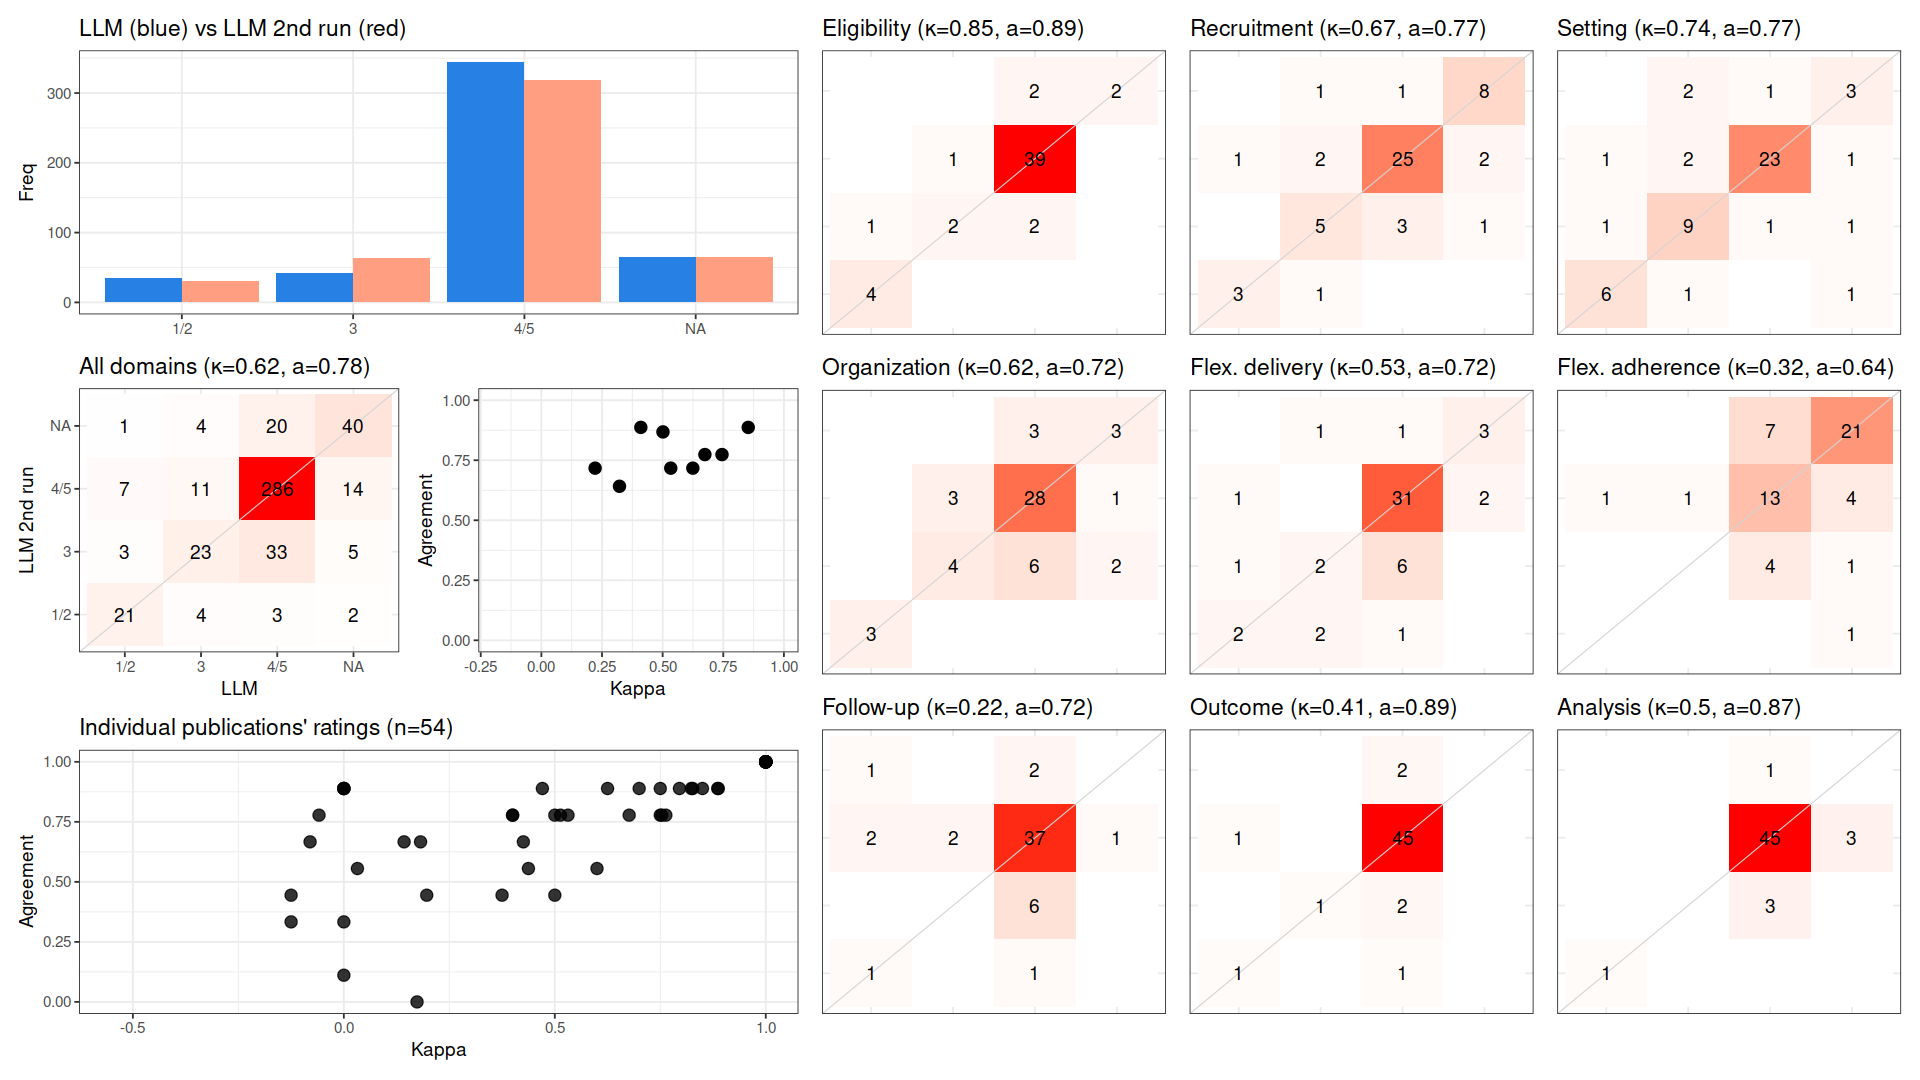 LLM (blue) vs LLM 2nd run (red)
Freq
300
200
100
0
1/2 3 4/5 NA
All domains (κ=0.62, a=0.78)
LLM 2nd run
NA 1 4 20 40
4/5 7 11 286 14
3 3 23 33 5
1/2 21 4 3 2
1/2 3 4/5 NA
LLM
Agreement
1.00
0.75
0.50
0.25
0.00
-0.25 0.00 0.25 0.50 0.75 1.00
Kappa
Individual publications' ratings (n=54)
Agreement
1.00
0.75
0.50
0.25
0.00
-0.5 0.0 0.5 1.0
Kappa
Eligibility (κ=0.85, a=0.89)
2 2
1 39
1 2 2
4
Recruitment (κ=0.67, a=0.77)
1 1 8
1 2 25 2
5 3 1
3 1
Setting (κ=0.74, a=0.77)
2 1 3
1 2 23 1
1 9 1 1
6 1 1
Organization (κ=0.62, a=0.72)
3 3
3 28 1
4 6 2
3
Flex. delivery (κ=0.53, a=0.72)
1 1 3
1 31 2
1 2 6
2 2 1
Flex. adherence (κ=0.32, a=0.64)
7 21
1 1 13 4
4 1
1
Follow-up (κ=0.22, a=0.72)
1 2
2 2 37 1
6
1 1
Outcome (κ=0.41, a=0.89)
2
1 45
1 2
1 1
Analysis (κ=0.5, a=0.87)
1
45 3
3
1